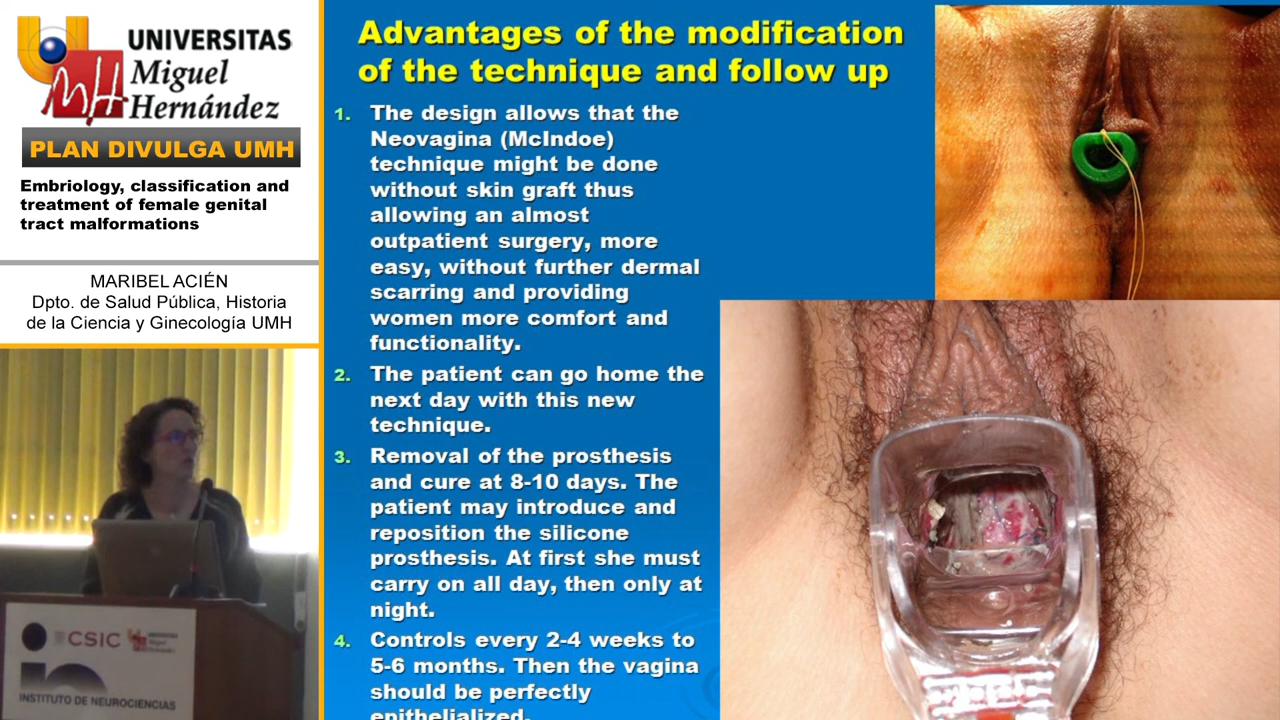 UNIVERSITAS
Miguel
Hernández
PLAN DIVULGA UMH
Embriology, classification and
treatment of female genital
tract malformations
MARIBEL ACIÉN
Dpto. de Salud Pública, Historia
de la Ciencia y Ginecología UMH
CSIC
UNIVERSITAS
Miguel
Hernández
INSTITUTO DE NEUROCIENCIAS
Advantages of the modification
of the technique and follow up
1. The design allows that the
Neovagina (McIndoe)
technique might be done
without skin graft thus
allowing an almost
outpatient surgery, more
easy, without further dermal
scarring and providing
women more comfort and
functionality.
2. The patient can go home the
next day with this new
technique.
3. Removal of the prosthesis
and cure at 8-10 days. The
patient may introduce and
reposition the silicone
prosthesis. At first she must
carry on all day, then only at
night.
4. Controls every 2-4 weeks to
5-6 months. Then the vagina
should be perfectly
epithelialized.